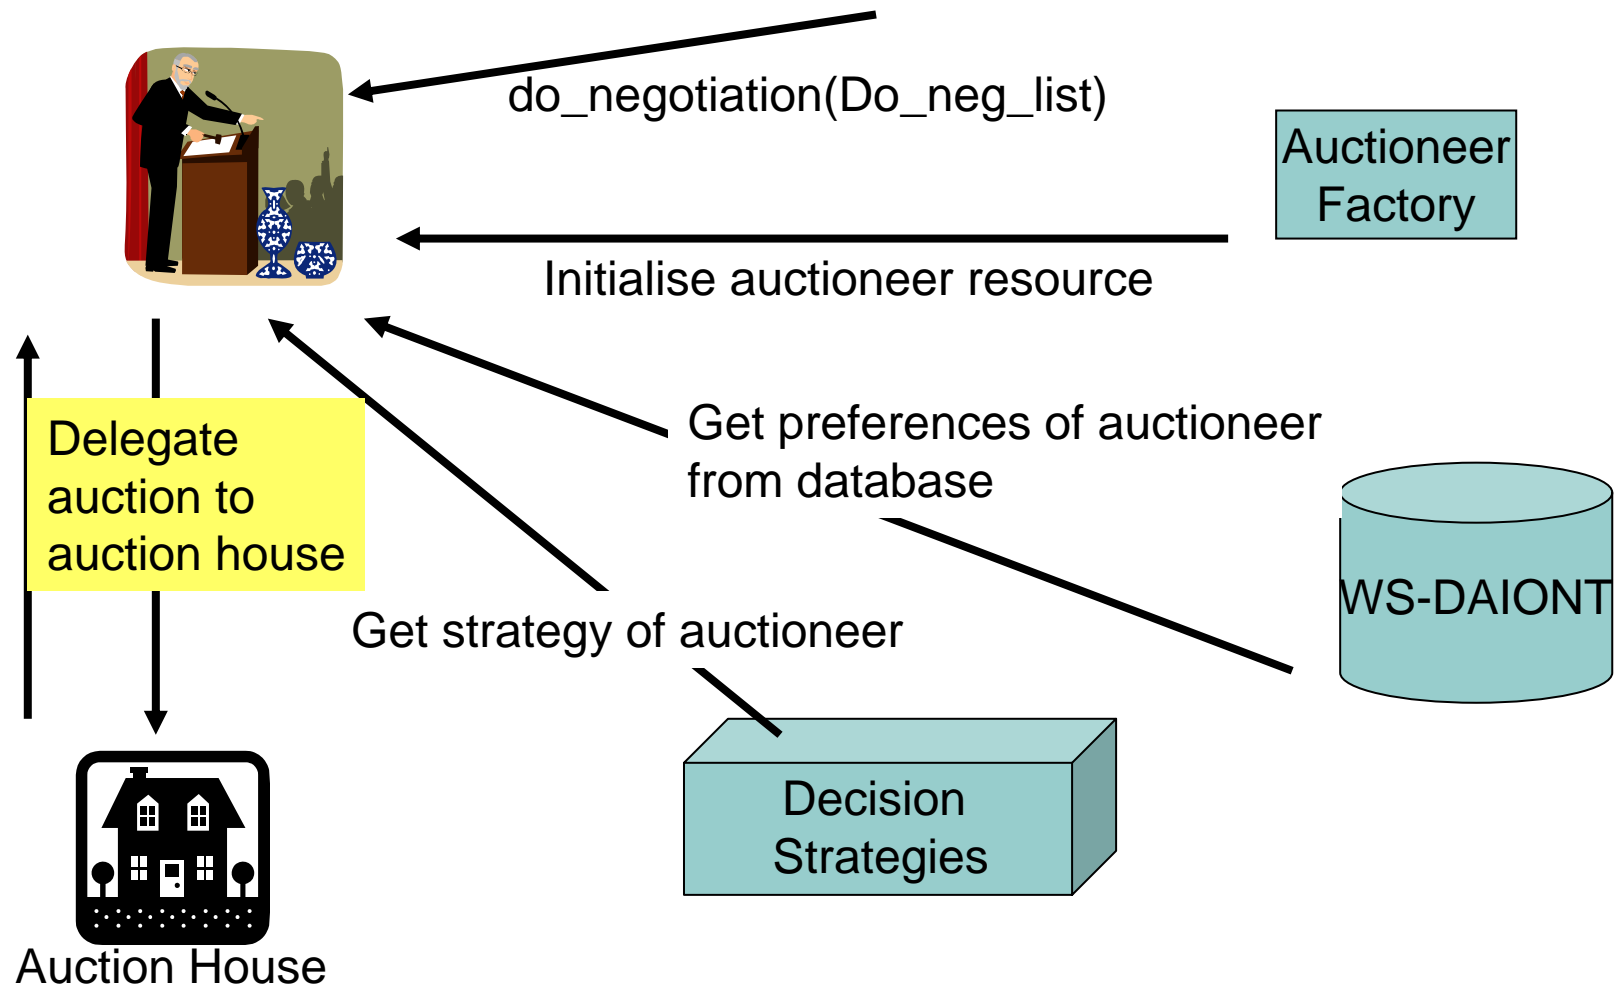 do_negotiation(Do_neg_list)
Auctioneer
Factory
Initialise auctioneer resource
Delegate
auction to
auction house
Get preferences of auctioneer
from database
WS-DAIONT
Get strategy of auctioneer
Decision
Strategies
Auction House